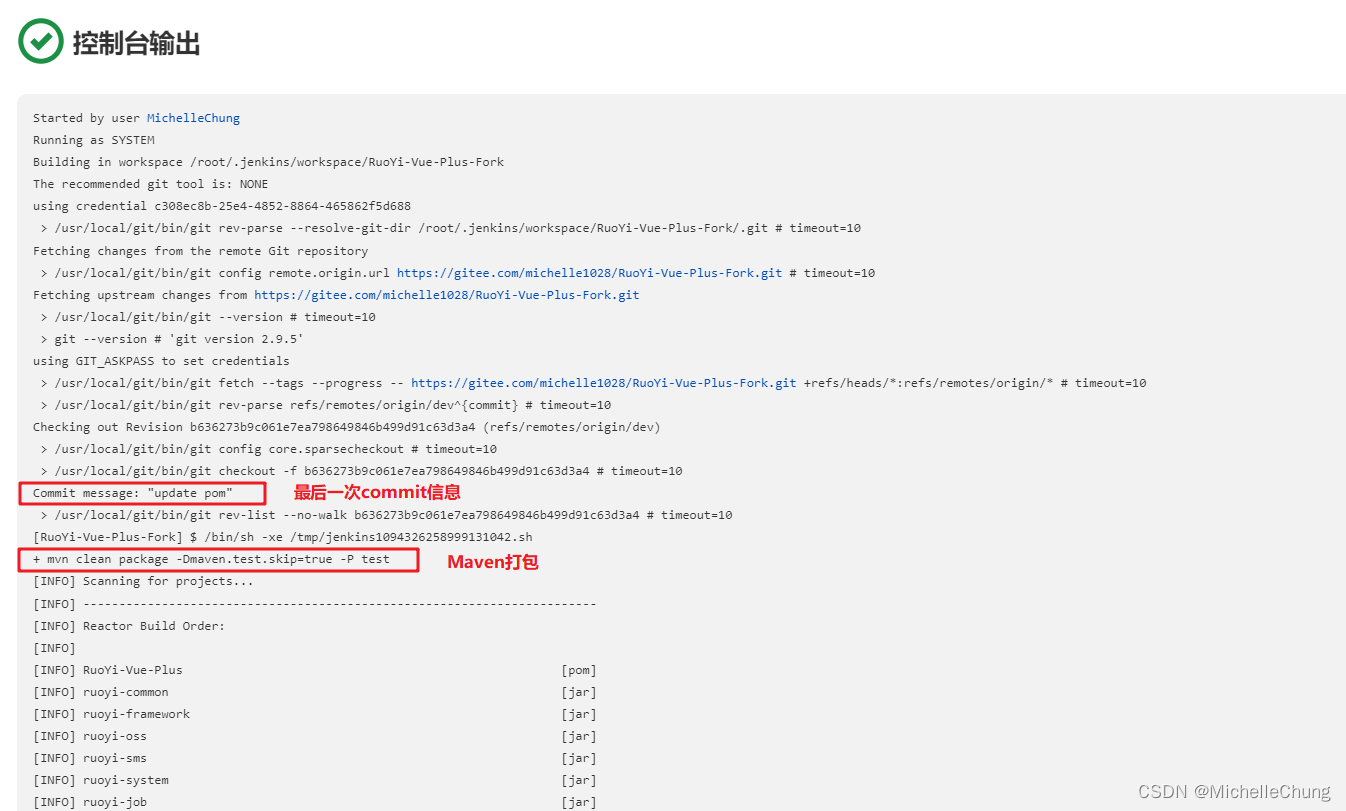 控制台输出
Started by user MichelleChung
Running as SYSTEM
Building in workspace /root/.jenkins/workspace/RuoYi-Vue-Plus-Fork
The recommended git tool is: NONE
using credential c308ec8b-25e4-4852-8864-465862f5d688
> /usr/local/git/bin/git rev-parse --resolve-git-dir /root/.jenkins/workspace/RuoYi-Vue-Plus-Fork/.git # timeout=10
Fetching changes from the remote Git repository
> /usr/local/git/bin/git config remote.origin.url https://gitee.com/michelle1028/RuoYi-Vue-Plus-Fork.git # timeout=10
Fetching upstream changes from https://gitee.com/michelle1028/RuoYi-Vue-Plus-Fork.git
> /usr/local/git/bin/git --version # timeout=10
> git --version # 'git version 2.9.5'
using GIT_ASKPASS to set credentials
> /usr/local/git/bin/git fetch --tags --progress -- https://gitee.com/michelle1028/RuoYi-Vue-Plus-Fork.git +refs/heads/*:refs/remotes/origin/* # timeout=10
> /usr/local/git/bin/git rev-parse refs/remotes/origin/dev^{commit} # timeout=10
Checking out Revision b636273b9c061e7ea798649846b499d91c63d3a4 (refs/remotes/origin/dev)
> /usr/local/git/bin/git config core.sparsecheckout # timeout=10
> /usr/local/git/bin/git checkout -f b636273b9c061e7ea798649846b499d91c63d3a4 # timeout=10
Commit message: "update pom" 最后一次commit信息
> /usr/local/git/bin/git rev-list --no-walk b636273b9c061e7ea798649846b499d91c63d3a4 # timeout=10
[RuoYi-Vue-Plus-Fork] $ /bin/sh -xe /tmp/jenkins1094326258999131042.sh
+ mvn clean package -Dmaven.test.skip=true -P test Maven打包
[INFO] Scanning for projects...
[INFO] ------------------------------------------------------------------------
[INFO] Reactor Build Order:
[INFO]
[INFO] RuoYi-Vue-Plus [pom]
[INFO] ruoyi-common [jar]
[INFO] ruoyi-framework [jar]
[INFO] ruoyi-oss [jar]
[INFO] ruoyi-sms [jar]
[INFO] ruoyi-system [jar]
[INFO] ruoyi-job [jar]
CSDN @MichelleChung